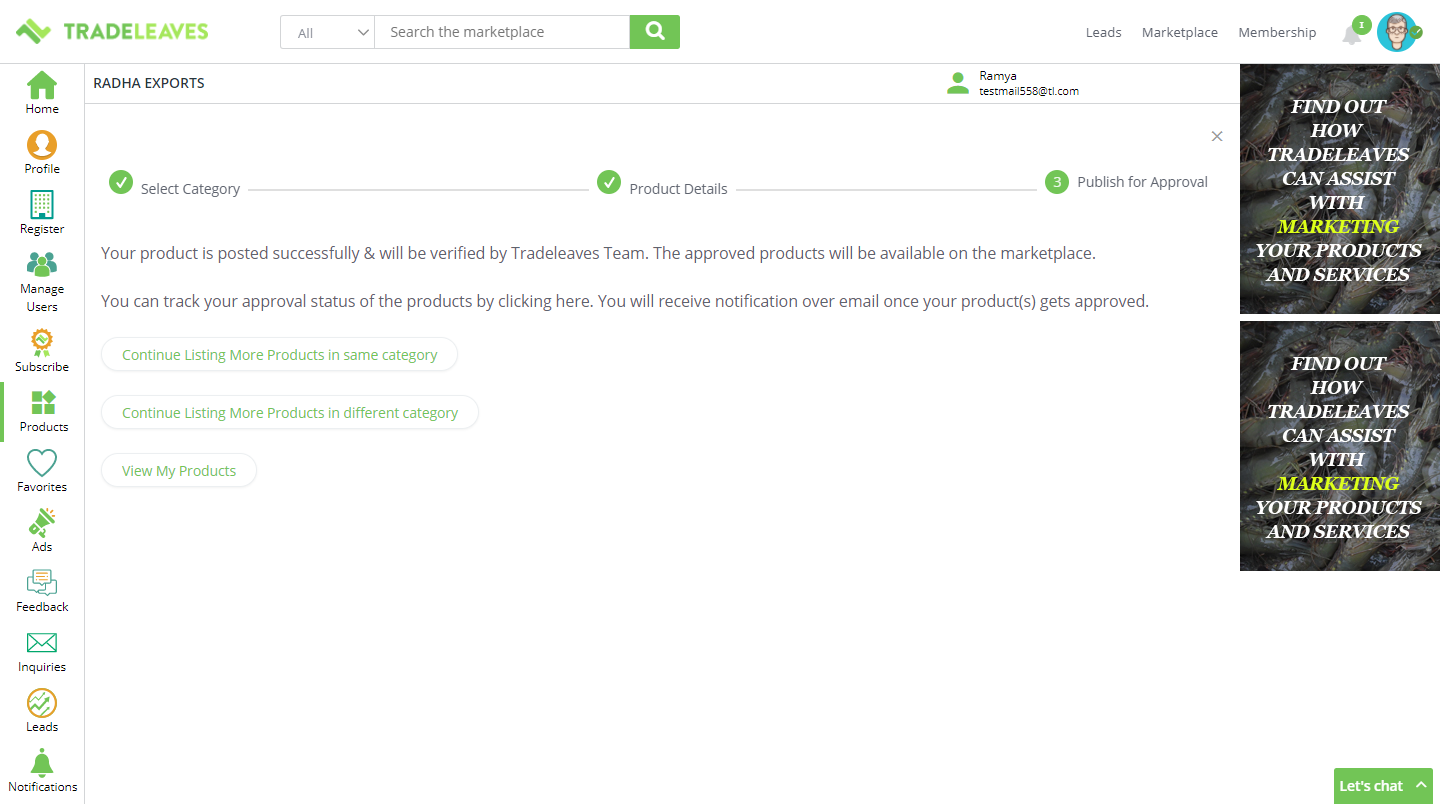 TRADELEAVES
All
Search the marketplace
Leads
Marketplace
Membership
1
Home
Profile
Register
Manage
Users
Subscribe
Products
Favorites
Ads
Feedback
Inquiries
Leads
Notifications
RADHA EXPORTS
Ramya
testmail558@tl.com
Select Category
Product Details
3 Publish for Approval
Your product is posted successfully & will be verified by Tradeleaves Team. The approved products will be available on the marketplace.
You can track your approval status of the products by clicking here. You will receive notification over email once your product(s) gets approved.
Continue Listing More Products in same category
Continue Listing More Products in different category
View My Products
FIND OUT
HOW
TRADELEAVES
CAN ASSIST
WITH
MARKETING
YOUR PRODUCTS
AND SERVICES
FIND OUT
HOW
TRADELEAVES
CAN ASSIST
WITH
MARKETING
YOUR PRODUCTS
AND SERVICES
Let's chat